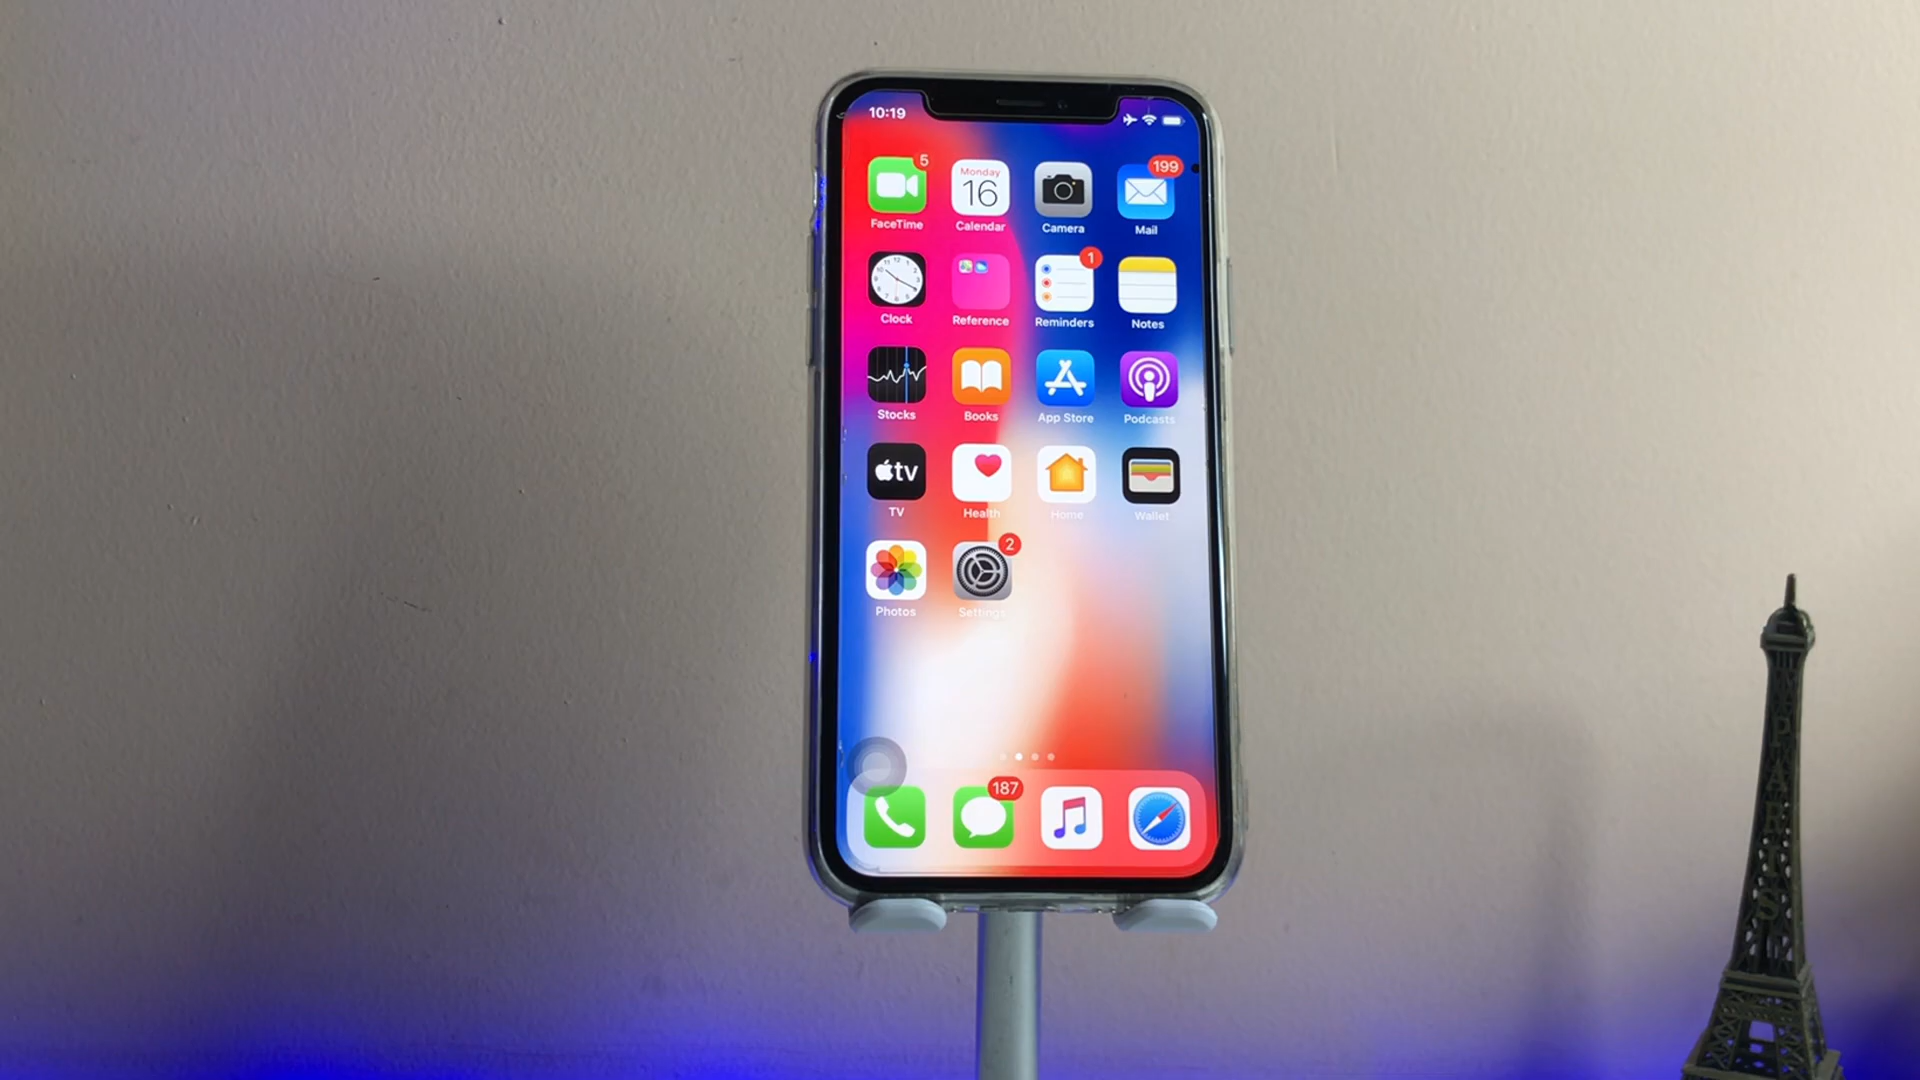 10:19
5
Monday
16
199
FaceTime
Calendar
Camera
Mail
1
Clock
Reference
Reminders
Notes
Stocks
Books
App Store
Podcasts
tv
TV
Health
Home
Wallet
2
Photos
Settings
187
PARIS